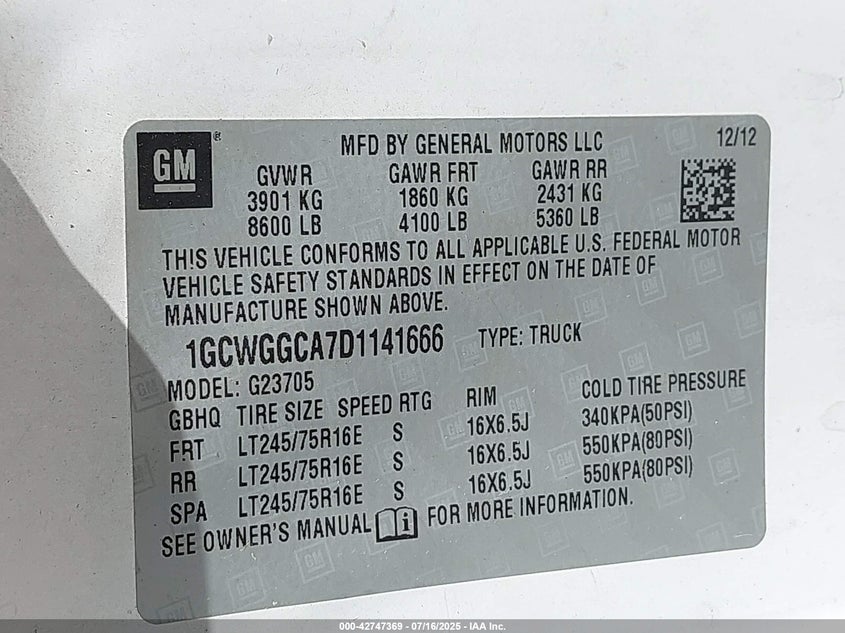 GM
MFD BY GENERAL MOTORS LLC 12/12
GVWR GAWR FRT GAWR RR
3901 KG 1860 KG 2431 KG
8600 LB 4100 LB 5360 LB
THIS VEHICLE CONFORMS TO ALL APPLICABLE U.S. FEDERAL MOTOR
VEHICLE SAFETY STANDARDS IN EFFECT ON THE DATE OF
MANUFACTURE SHOWN ABOVE.
1GCWGGCA7D1141666 TYPE: TRUCK
MODEL: G23705
GBHQ TIRE SIZE SPEED RTG RIM COLD TIRE PRESSURE
FRT LT245/75R16E S 16X6.5J 340KPA(50PSI)
RR LT245/75R16E S 16X6.5J 550KPA(80PSI)
SPA LT245/75R16E S 16X6.5J 550KPA(80PSI)
SEE OWNER'S MANUAL FOR MORE INFORMATION.
000-42747369 - 07/16/2025 - IAA Inc.